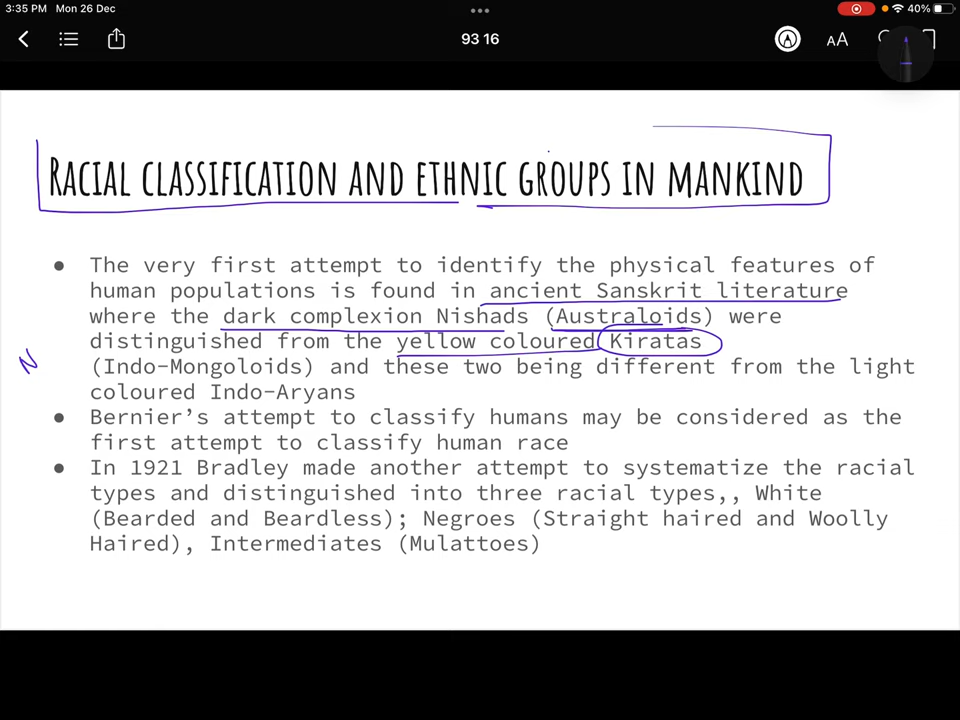 3:35 PM Mon 26 Dec
40%
93 16
AA
RACIAL CLASSIFICATION AND ETHNIC GROUPS IN MANKIND
● The very first attempt to identify the physical features of
human populations is found in ancient Sanskrit literature
where the dark complexion Nishads (Australoids) were
distinguished from the yellow coloured Kiratas
N
(Indo-Mongoloids) and these two being different from the light
coloured Indo-Aryans
● Bernier’s attempt to classify humans may be considered as the
first attempt to classify human race
● In 1921 Bradley made another attempt to systematize the racial
types and distinguished into three racial types,, White
(Bearded and Beardless); Negroes (Straight haired and Woolly
Haired), Intermediates (Mulattoes)